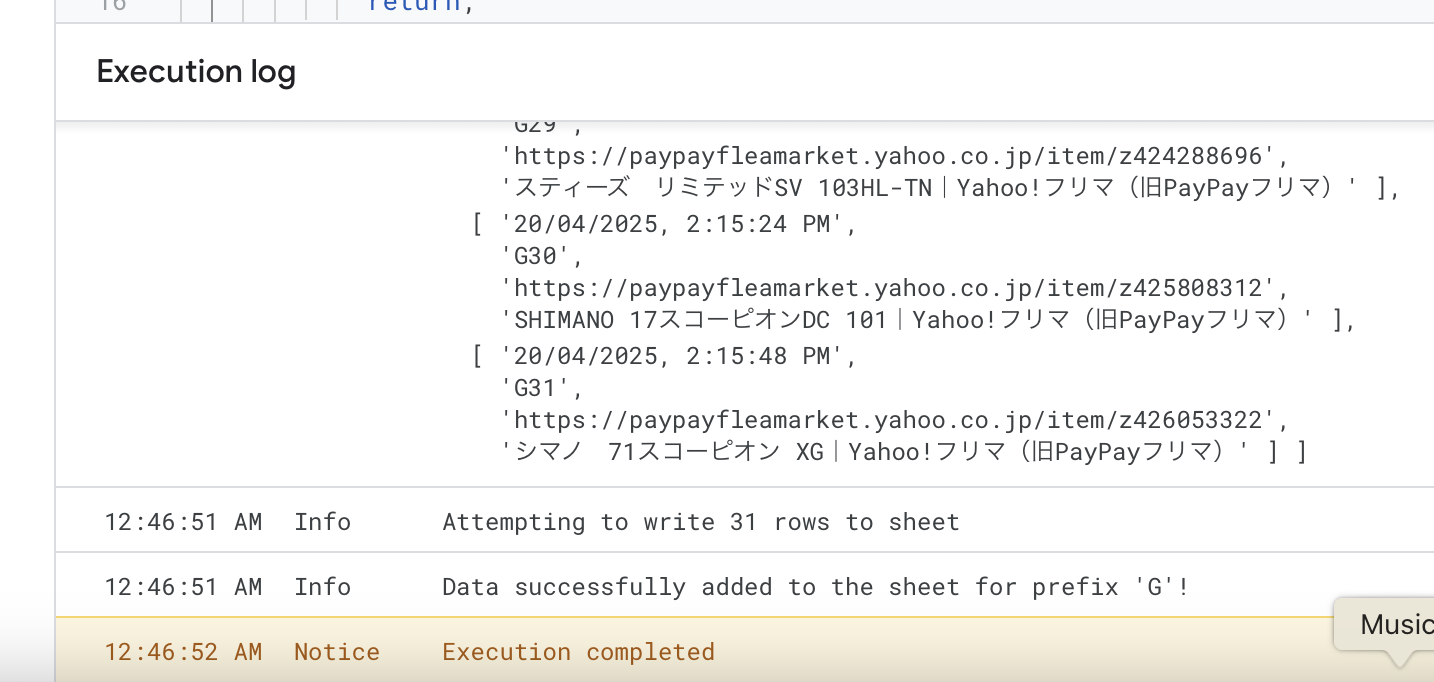 16 return;
Execution log
'G29',
'https://paypayfleamarket.yahoo.co.jp/item/z424288696',
'スティーズ　リミテッドSV 103HL-TN｜Yahoo!フリマ（旧PayPayフリマ）' ],
[ '20/04/2025, 2:15:24 PM',
'G30',
'https://paypayfleamarket.yahoo.co.jp/item/z425808312',
'SHIMANO 17スコーピオンDC 101｜Yahoo!フリマ（旧PayPayフリマ）' ],
[ '20/04/2025, 2:15:48 PM',
'G31',
'https://paypayfleamarket.yahoo.co.jp/item/z426053322',
'シマノ　71スコーピオン XG｜Yahoo!フリマ（旧PayPayフリマ）' ] ]
12:46:51 AM Info Attempting to write 31 rows to sheet
12:46:51 AM Info Data successfully added to the sheet for prefix 'G'!
Music
12:46:52 AM Notice Execution completed